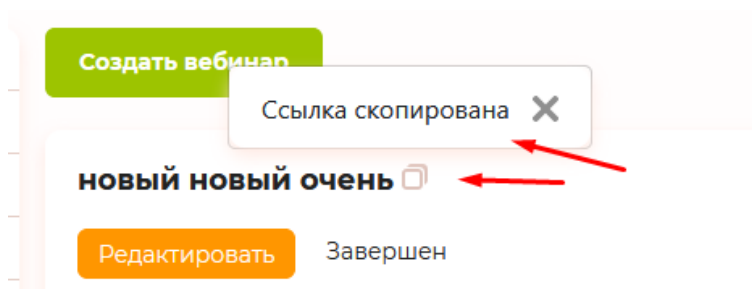 Создать вебинар
Ссылка скопирована
новый новый очень
Редактировать Завершен